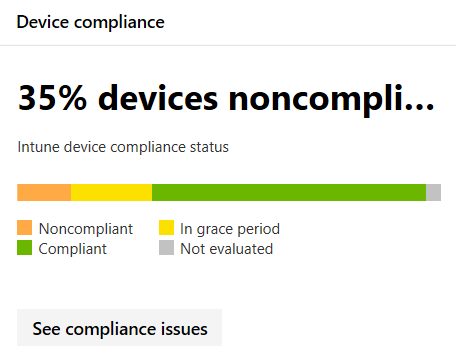 Device compliance
35% devices noncompli...
Intune device compliance status
Noncompliant In grace period
Compliant Not evaluated
See compliance issues